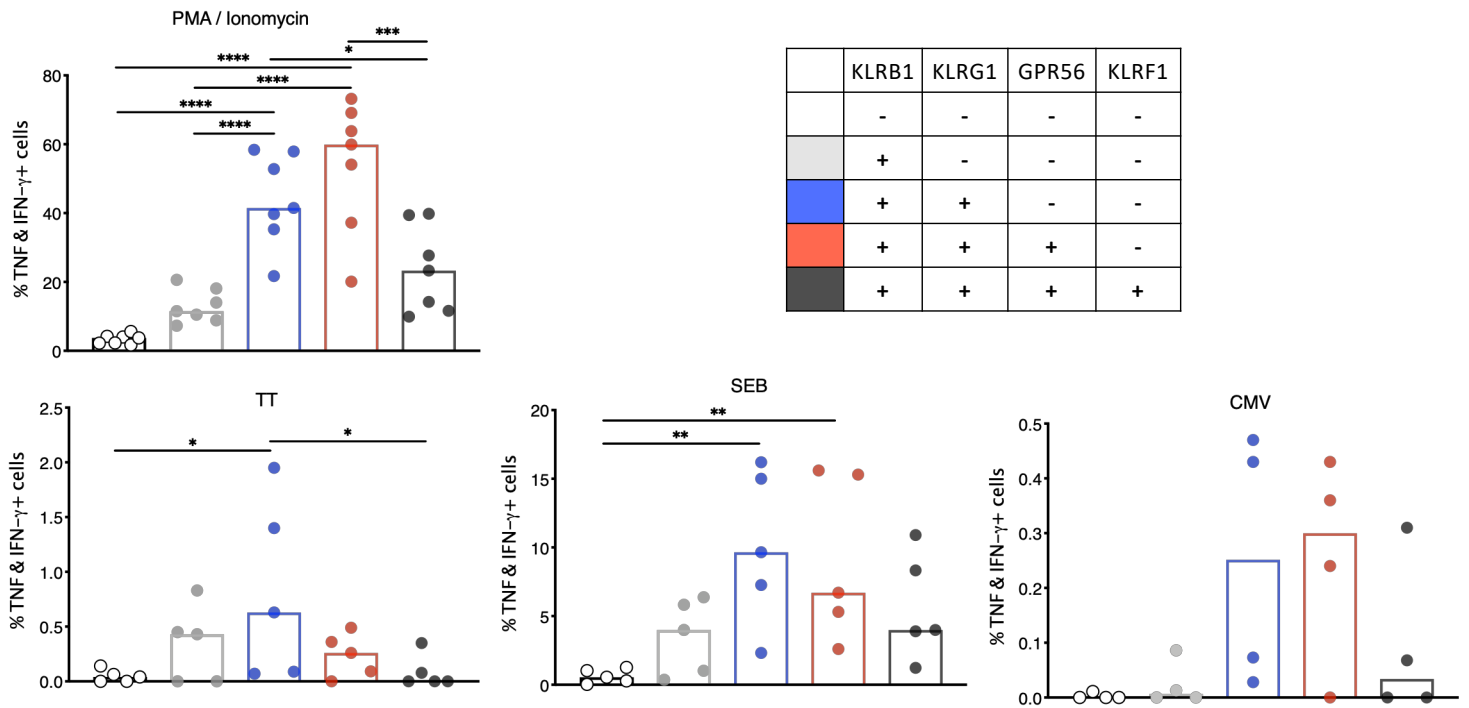 PMA / Ionomycin
***
*
****
****
****
****
% TNF & IFN-γ+ cells
80
60
40
20
0
KLRB1 KLRG1 GPR56 KLRF1
- - - -
+ - - -
+ + - -
+ + + -
+ + + +
TT
*
*
% TNF & IFN-γ+ cells
2.5
2.0
1.5
1.0
0.5
0.0
SEB
**
**
% TNF & IFN-γ+ cells
20
15
10
5
0
CMV
% TNF & IFN-γ+ cells
0.5
0.4
0.3
0.2
0.1
0.0